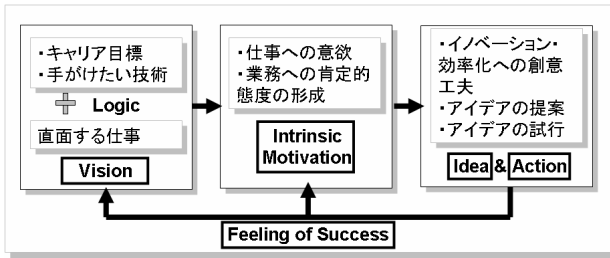 ・キャリア目標
・手がけたい技術
Logic
直面する仕事
Vision
・仕事への意欲
・業務への肯定的
態度の形成
Intrinsic
Motivation
・イノベーション・
効率化への創意
工夫
・アイデアの提案
・アイデアの試行
Idea & Action
Feeling of Success